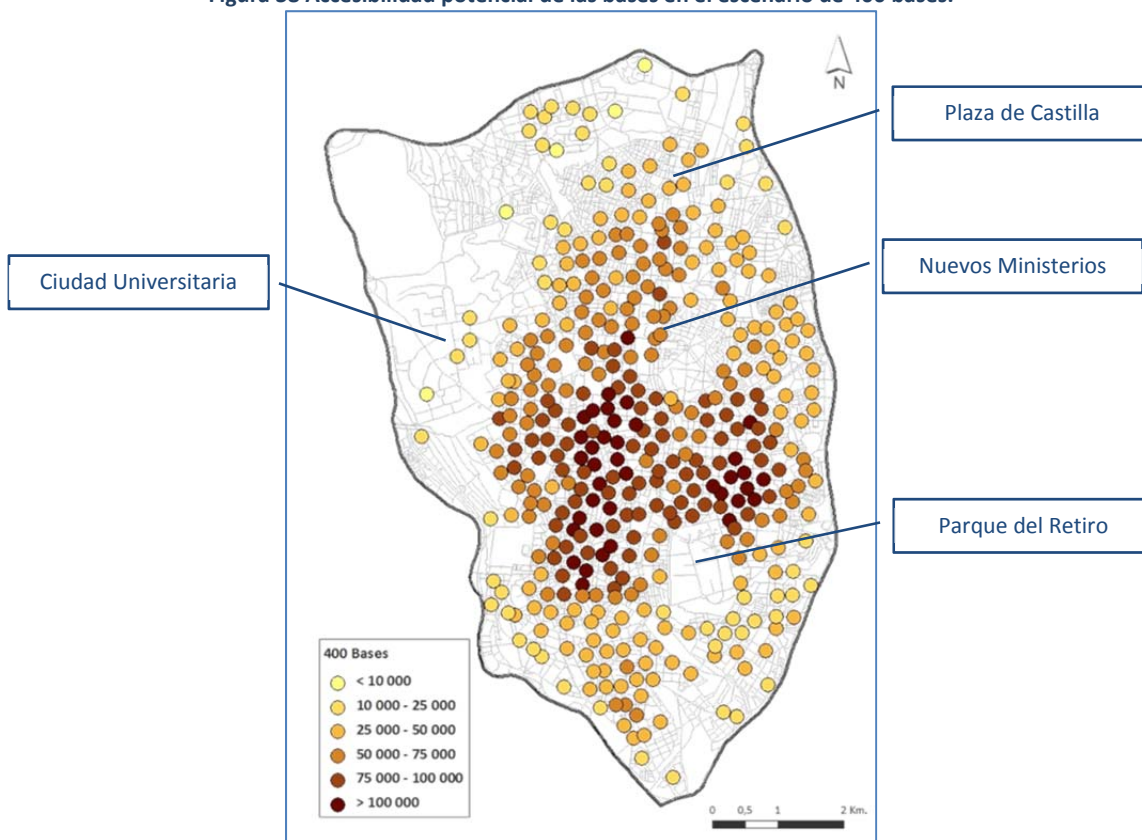 Figura Accesibilidad potencial de las bases en el escenario de 400 bases.
N
Plaza de Castilla
Nuevos Ministerios
Ciudad Universitaria
Parque del Retiro
400 Bases
< 10 000
10 000 - 25 000
25 000 - 50 000
50 000 - 75 000
75 000 - 100 000
> 100 000
0 0,5 1 2 Km.